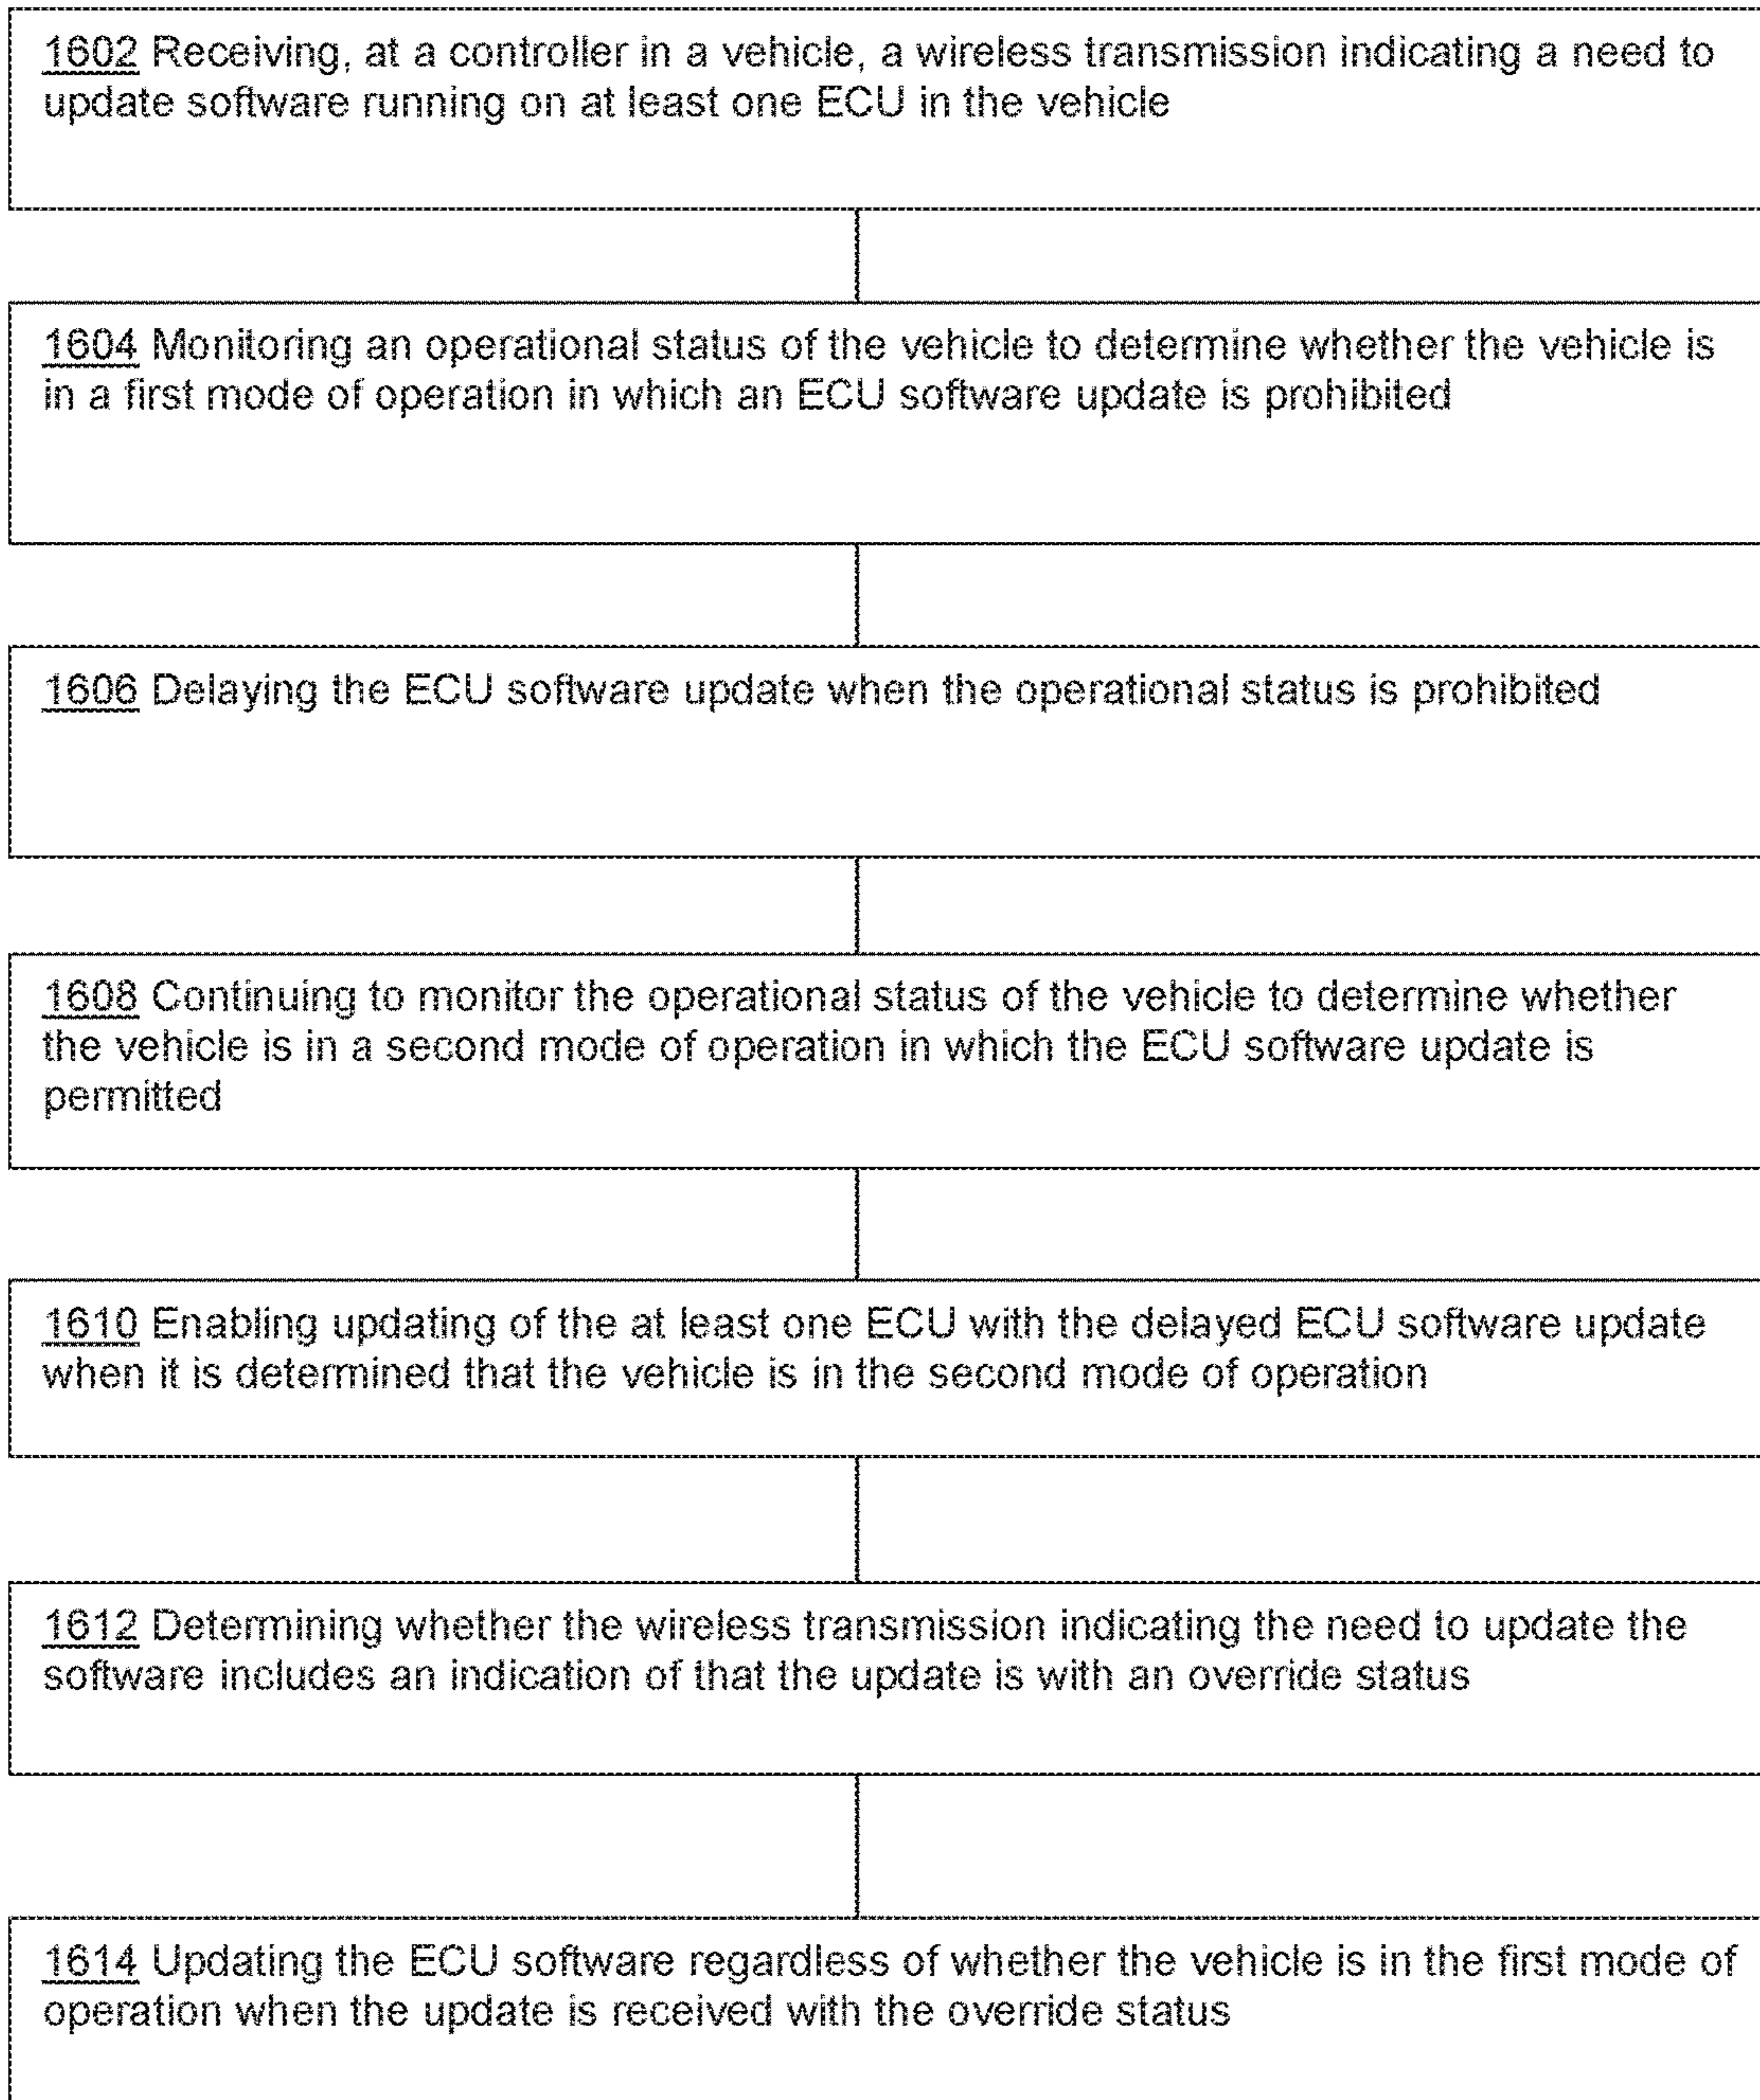 1602 Receiving, at a controller in a vehicle, a wireless transmission indicating a need to
update software running on at least one ECU in the vehicle
1604 Monitoring an operational status of the vehicle to determine whether the vehicle is
in a first mode of operation in which an ECU software update is prohibited
1606 Delaying the ECU software update when the operational status is prohibited
1608 Continuing to monitor the operational status of the vehicle to determine whether
the vehicle is in a second mode of operation in which the ECU software update is
permitted
1610 Enabling updating of the at least one ECU with the delayed ECU software update
when it is determined that the vehicle is in the second mode of operation
1612 Determining whether the wireless transmission indicating the need to update the
software includes an indication of that the update is with an override status
1614 Updating the ECU software regardless of whether the vehicle is in the first mode of
operation when the update is received with the override status